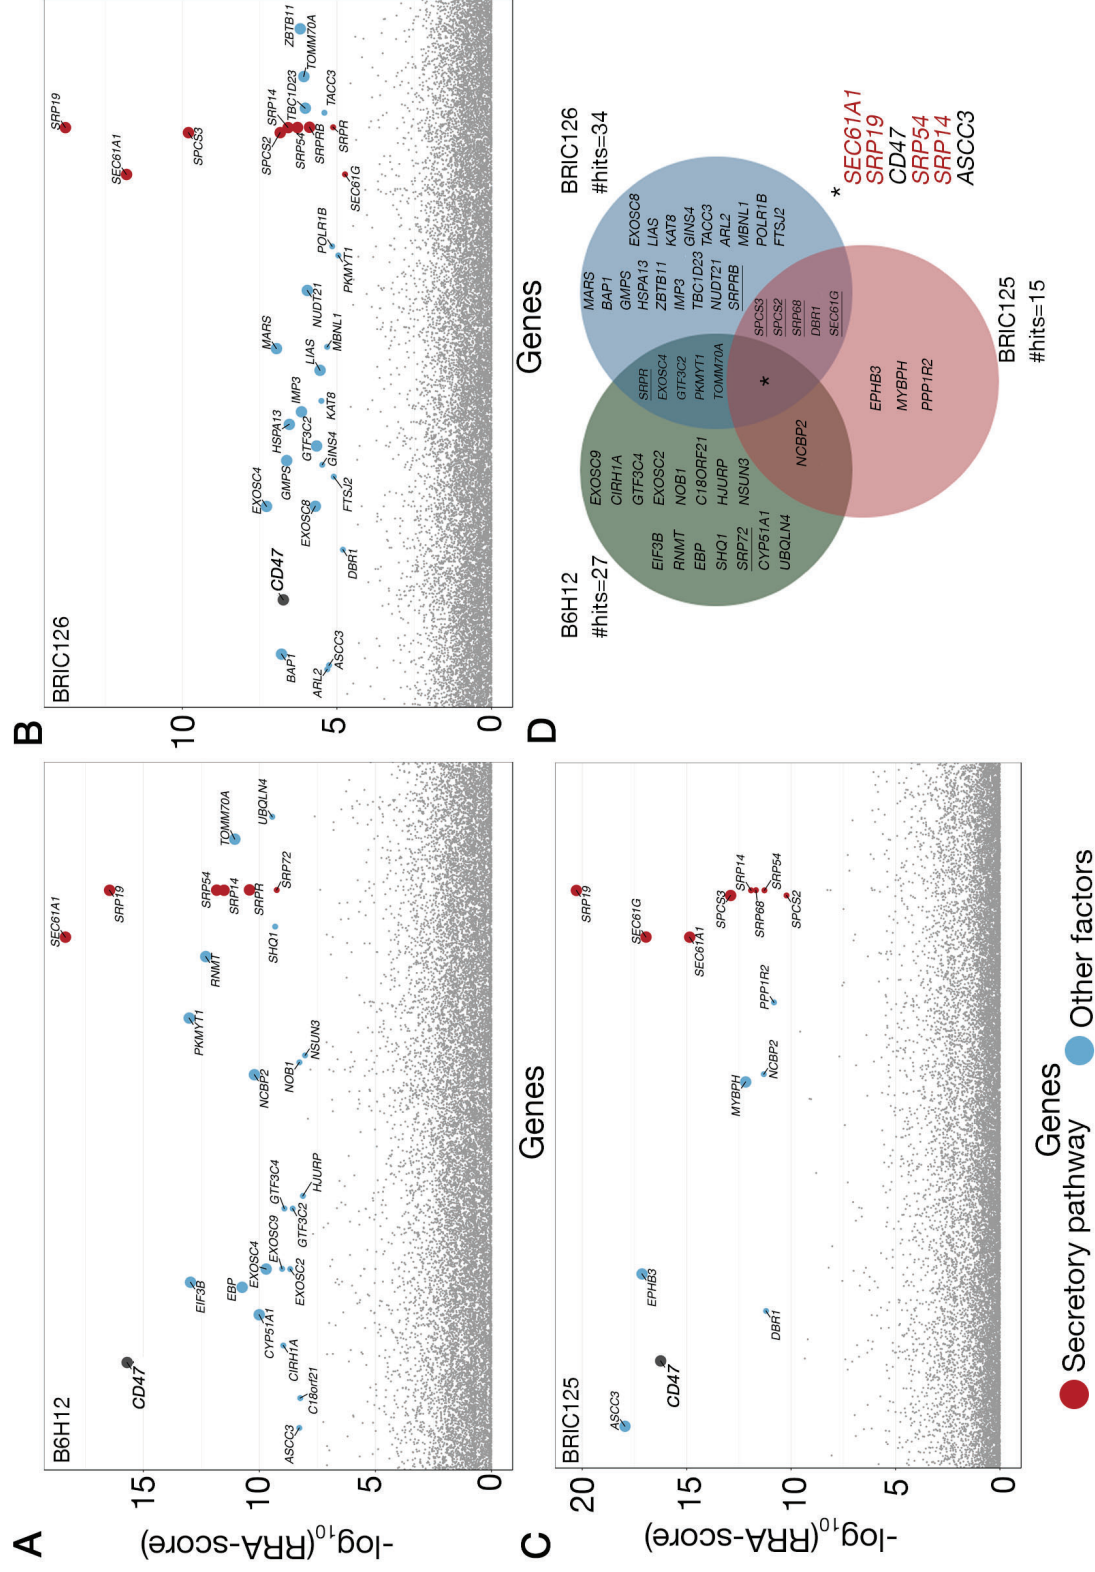 A
B6H12
-log10(RRA-score)
15
10
5
0
SEC61A1
SRP19
CD47
PKMYT1
EIF3B
RNMT
SRP54
SRP14
TOMM70A
EBP
SRPR
NCBP2
CYP51A1
EXOSC4
UBQLN4
SRP72
SHQ1
EXOSC9
GTF3C4
CIRH1A
EXOSC2
GTF3C2
NOB1
NSUN3
HJURP
C18orf21
ASCC3
Genes
B
BRIC126
10
5
0
SRP19
SEC61A1
SPCS3
EXOSC4
MARS
SPCS2
SRP14
CD47
BAP1
GMPS
HSPA13
IMP3
SRP54
TBC1D23
SRPRB
TOMM70A
ZBTB11
NUDT21
EXOSC8
GTF3C2
LIAS
KAT8
GINS4
MBNL1
TACC3
SRPR
POLR1B
PKMYT1
FTSJ2
ARL2
ASCC3
DBR1
SEC61G
Genes
C
BRIC125
-log10(RRA-score)
20
15
10
5
0
SRP19
ASCC3
EPHB3
SEC61G
CD47
SEC61A1
SPCS3
MYBPH
SRP14
SRP68
SRP54
NCBP2
DBR1
PPP1R2
SPCS2
Genes
D
B6H12
#hits=27
BRIC126
#hits=34
EIF3B
RNMT
EBP
SHQ1
SRP72
CYP51A1
UBQLN4
EXOSC9
CIRH1A
GTF3C4
EXOSC2
NOB1
C18ORF21
HJURP
NSUN3
SRPR
EXOSC4
GTF3C2
PKMYT1
TOMM70A
MARS
BAP1
GMPS
HSPA13
ZBTB11
IMP3
TBC1D23
NUDT21
SRPRB
EXOSC8
LIAS
KAT8
GINS4
TACC3
ARL2
MBNL1
POLR1B
FTSJ2
*
NCBP2
SPCS3
SPCS2
SRP68
DBR1
SEC61G
EPHB3
MYBPH
PPP1R2
BRIC125
#hits=15
*
SEC61A1
SRP19
CD47
SRP54
SRP14
ASCC3
Secretory pathway
Other factors